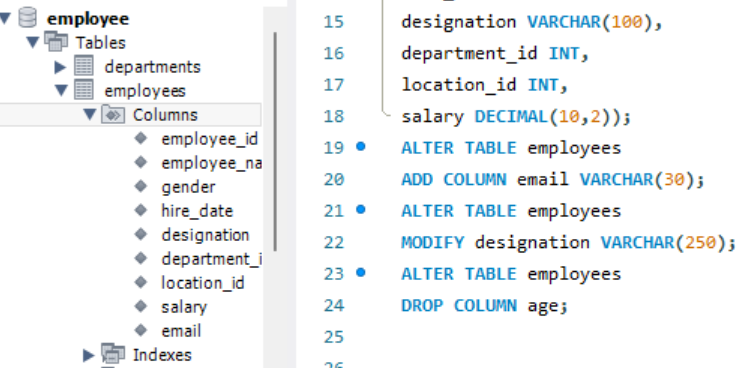 employee
Tables
departments
employees
Columns
employee_id
employee_na
gender
hire_date
designation
department_i
location_id
salary
email
Indexes
15 designation VARCHAR(100),
16 department_id INT,
17 location_id INT,
18 salary DECIMAL(10,2));
19 ALTER TABLE employees
20 ADD COLUMN email VARCHAR(30);
21 ALTER TABLE employees
22 MODIFY designation VARCHAR(250);
23 ALTER TABLE employees
24 DROP COLUMN age;
25